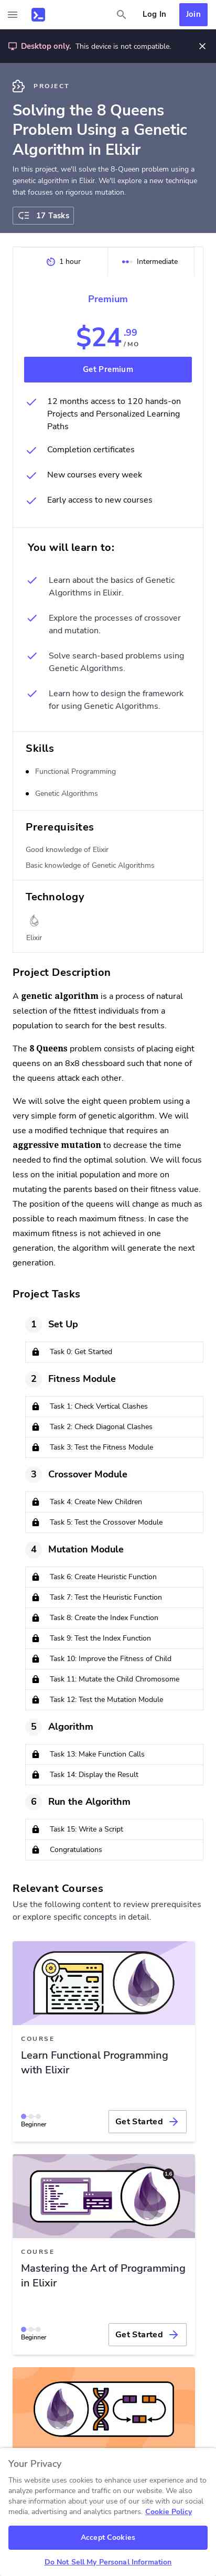 Log In
Join
Desktop only. This device is not compatible.
PROJECT
Solving the 8 Queens
Problem Using a Genetic
Algorithm
In this project, we'll solve the 8-Queen problem using a
genetic algorithm in Elixir. We'll explore a new technique
that focuses on rigorous mutation.
17 Tasks
1 hour
Intermediate
Premium
$24.99
/MO
Get Premium
12 months access to 120 hands-on
Projects and Personalized Learning
Paths
Completion certificates
New courses every week
Early access to new courses
You will learn to:
Learn about the basics of Genetic
Algorithms in Elixir.
Explore the processes of crossover
and mutation.
Solve search-based problems using
Genetic Algorithms.
Learn how to design the framework
for using Genetic Algorithms.
Skills
Functional Programming
Genetic Algorithms
Prerequisites
Good knowledge of Elixir
Basic knowledge of Genetic Algorithms
Technology
Elixir
Project Description
A genetic algorithm is a process of natural
selection of the fittest individuals from a
population to search for the best results.
The 8 Queens problem consists of placing eight
queens on an 8x8 chessboard such that none of
the queens attack each other.
We will solve the eight queen problem using a
very simple form of genetic algorithm. We will
use a modified technique that requires an
aggressive mutation to decrease the time
needed to find the optimal solution. We will focus
less on the initial population and more on
mutating the parents based on their fitness value.
The position of the queens will change as much as
possible to reach maximum fitness. In case the
maximum fitness is not achieved in one
generation, the algorithm will generate the next
generation.
Project Tasks
1 Set Up
Task 0: Get Started
2 Fitness Module
Task 1: Check Vertical Clashes
Task 2: Check Diagonal Clashes
Task 3: Test the Fitness Module
3 Crossover Module
Task 4: Create New Children
Task 5: Test the Crossover Module
4 Mutation Module
Task 6: Create Heuristic Function
Task 7: Test the Heuristic Function
Task 8: Create the Index Function
Task 9: Test the Index Function
Task 10: Improve the Fitness of Child
Task 11: Mutate the Child Chromosome
Task 12: Test the Mutation Module
5 Algorithm
Task 13: Make Function Calls
Task 14: Display the Result
6 Run the Algorithm
Task 15: Write a Script
Congratulations
Relevant Courses
Use the following content to review prerequisites
or explore specific concepts in detail.
COURSE
Learn Functional Programming
with Elixir
Beginner
Get Started
COURSE
Mastering the Art of Programming
in Elixir
Beginner
Get Started
Your Privacy
This website uses cookies to enhance user experience and to
analyze performance and traffic on our website. We also
share information about your use of our site with our social
media, advertising and analytics partners. Cookie Policy
Accept Cookies
Do Not Sell My Personal Information